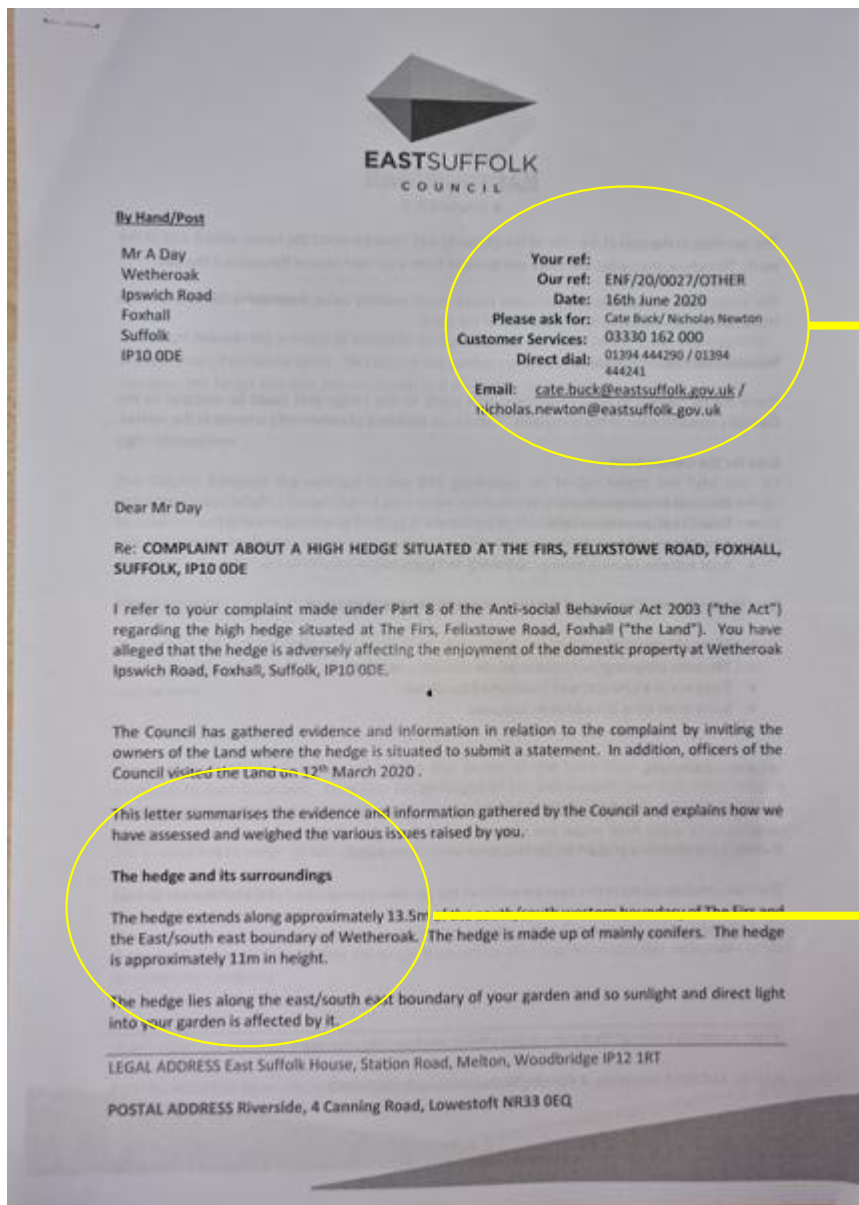 EASTSUFFOLK
COUNCIL
By Hand/Post
Mr A Day
Wetheroak
Ipswich Road
Foxhall
Suffolk
IP10 0DE
Your ref:
Our ref: ENF/20/0027/OTHER
Date: 16th June 2020
Please ask for: Cate Buck/ Nicholas Newton
Customer Services: 03330 162 000
Direct dial: 01394 444290 / 01394
444241
Email: cate.buck@eastsuffolk.gov.uk /
nicholas.newton@eastsuffolk.gov.uk
Dear Mr Day
Re: COMPLAINT ABOUT A HIGH HEDGE SITUATED AT THE FIRS, FELIXSTOWE ROAD, FOXHALL,
SUFFOLK, IP10 0DE
I refer to your complaint made under Part 8 of the Anti-social Behaviour Act 2003 ("the Act")
regarding the high hedge situated at The Firs, Felixstowe Road, Foxhall ("the Land"). You have
alleged that the hedge is adversely affecting the enjoyment of the domestic property at Wetheroak
Ipswich Road, Foxhall, Suffolk, IP10 0DE.
The Council has gathered evidence and information in relation to the complaint by inviting the
owners of the Land where the hedge is situated to submit a statement. In addition, officers of the
Council visited the Land on 12th March 2020 .
This letter summarises the evidence and information gathered by the Council and explains how we
have assessed and weighed the various issues raised by you.
The hedge and its surroundings
The hedge extends along approximately 13.5m of the south/south western boundary of The Firs and
the East/south east boundary of Wetheroak. The hedge is made up of mainly conifers. The hedge
is approximately 11m in height.
The hedge lies along the east/south east boundary of your garden and so sunlight and direct light
into your garden is affected by it.
LEGAL ADDRESS East Suffolk House, Station Road, Melton, Woodbridge IP12 1RT
POSTAL ADDRESS Riverside, 4 Canning Road, Lowestoft NR33 0EQ